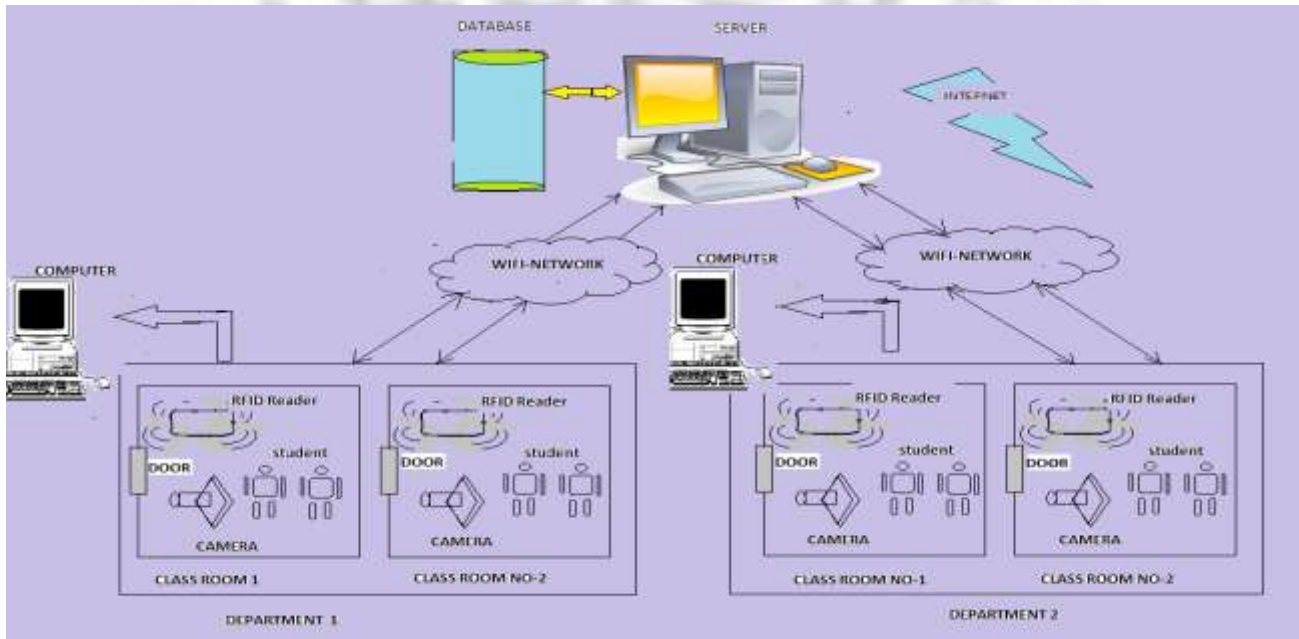 DATABASE
SERVER
INTERNET
WIFI-NETWORK
WIFI-NETWORK
COMPUTER
COMPUTER
RFID Reader
DOOR
student
CAMERA
CLASS ROOM 1
RFID Reader
DOOR
student
CAMERA
CLASS ROOM NO-2
DEPARTMENT 1
RFID Reader
DOOR
student
CAMERA
CLASS ROOM NO-1
RFID Reader
DOOR
student
CAMERA
CLASS ROOM NO-2
DEPARTMENT 2